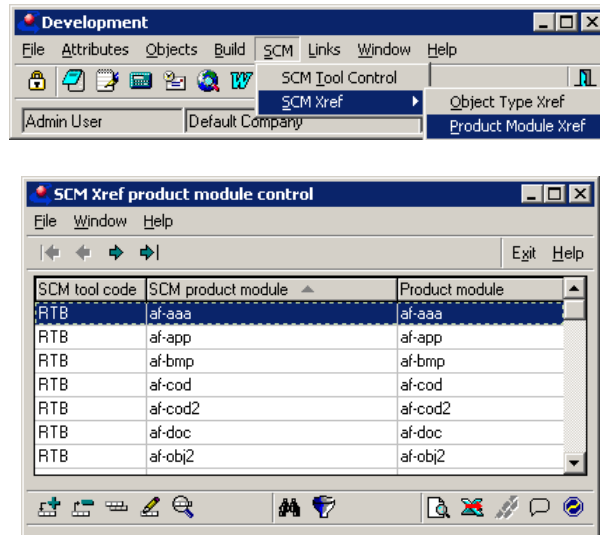 Development
File Attributes Objects Build SCM Links Window Help
SCM Tool Control
SCM Xref
Object Type Xref
Product Module Xref
Admin User Default Company
SCM Xref product module control
File Window Help
Exit Help
SCM tool code SCM product module Product module
RTB af-aaa af-aaa
RTB af-app af-app
RTB af-bmp af-bmp
RTB af-cod af-cod
RTB af-cod2 af-cod2
RTB af-doc af-doc
RTB af-obj2 af-obj2